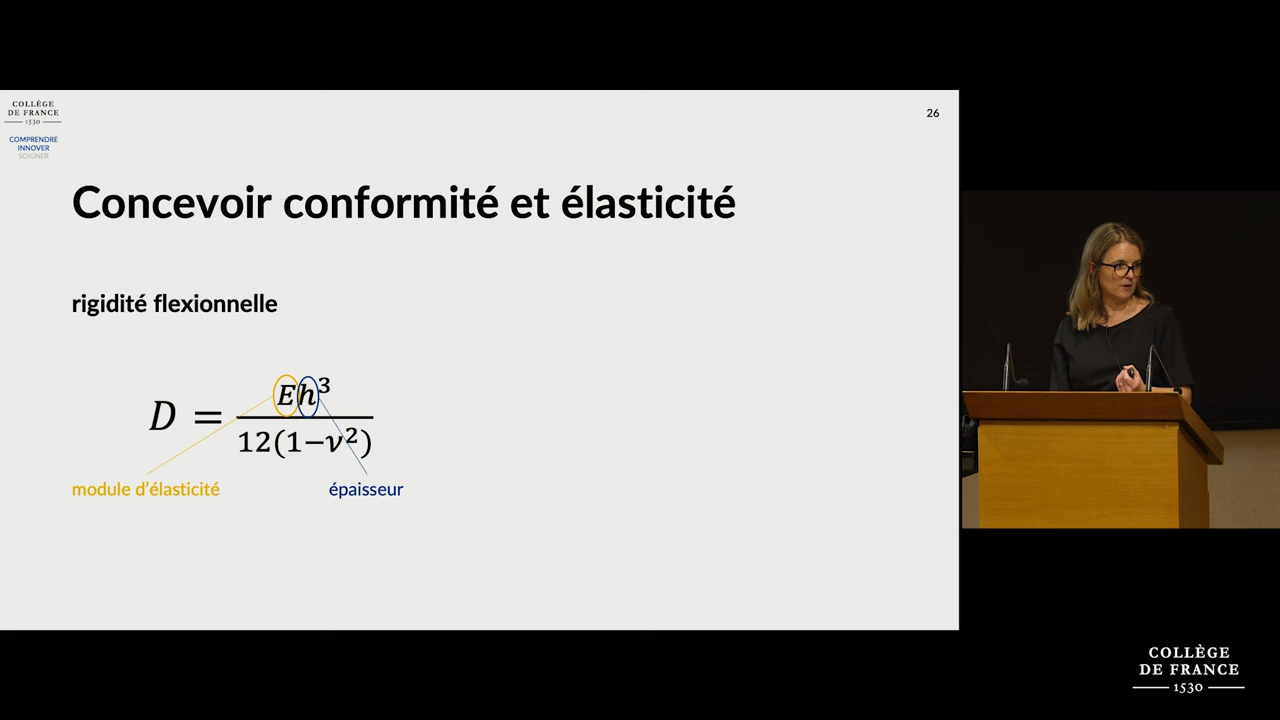 COLLÈGE
DE FRANCE
1530
COMPRENDRE
INNOVER
SOIGNER
26
Concevoir conformité et élasticité
rigidité flexionnelle
D = Eh³ / 12(1−ν²)
module d'élasticité
épaisseur
COLLÈGE
DE FRANCE
1530